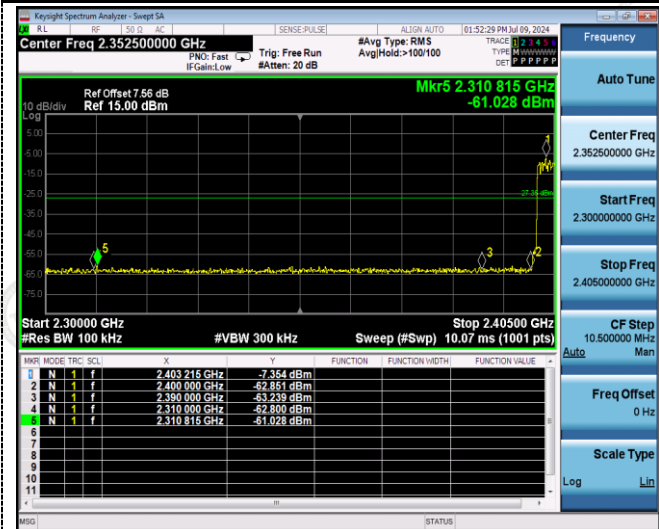 Keysight Spectrum Analyzer - Swept SA
RL RF 50 Ω AC SENSE:PULSE ALIGN AUTO 01:52:29 PM Jul 09, 2024
Center Freq 2.352500000 GHz
PNO: Fast
IFGain:Low
Trig: Free Run
#Atten: 20 dB
#Avg Type: RMS
Avg|Hold:>100/100
TRACE 1 2 3 4 5 6
TYPE M W W W W W
DET P P P P P P
Ref Offset 7.56 dB
10 dB/div Ref 15.00 dBm
Log
Mkr5 2.310 815 GHz
-61.028 dBm
5.00
-5.00
-15.0
-25.0
-35.0
-45.0
-55.0
-65.0
-75.0
1
5
3
2
Start 2.30000 GHz
Stop 2.40500 GHz
#Res BW 100 kHz #VBW 300 kHz Sweep (#Swp) 10.07 ms (1001 pts)
MKR MODE TRC SCL X Y FUNCTION FUNCTION WIDTH FUNCTION VALUE
1 N 1 f 2.403 215 GHz -7.354 dBm
2 N 1 f 2.400 000 GHz -62.851 dBm
3 N 1 f 2.390 000 GHz -63.239 dBm
4 N 1 f 2.310 000 GHz -62.800 dBm
5 N 1 f 2.310 815 GHz -61.028 dBm
6
7
8
9
10
11
MSG STATUS
Frequency
Auto Tune
Center Freq
2.352500000 GHz
Start Freq
2.300000000 GHz
Stop Freq
2.405000000 GHz
CF Step
10.500000 MHz
Auto Man
Freq Offset
0 Hz
Scale Type
Log Lin